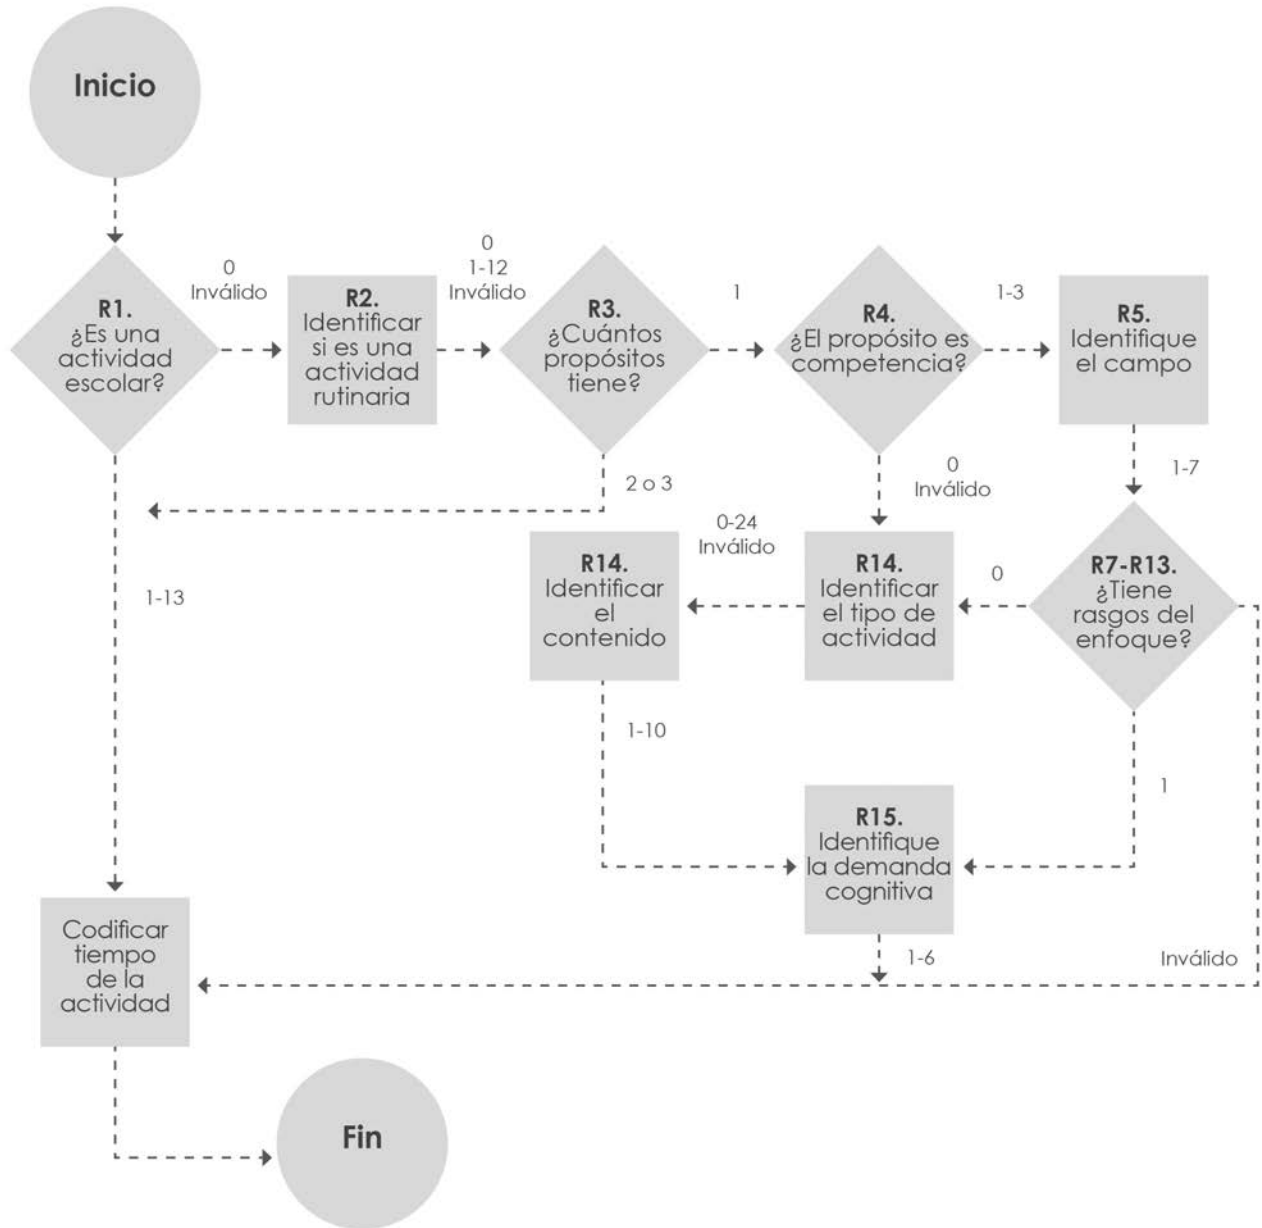 Inicio
R1.
¿Es una
actividad
escolar?
0
Inválido
R2.
Identificar
si es una
actividad
rutinaria
0
1-12
Inválido
R3.
¿Cuántos
propósitos
tiene?
1
R4.
¿El propósito es
competencia?
1-3
R5.
Identifique
el campo
1-7
2 o 3
0
Inválido
0-24
Inválido
R14.
Identificar
el
contenido
R14.
Identificar
el tipo de
actividad
0
R7-R13.
¿Tiene
rasgos del
enfoque?
1-13
1-10
1
R15.
Identifique
la demanda
cognitiva
1-6
Inválido
Codificar
tiempo
de la
actividad
Fin